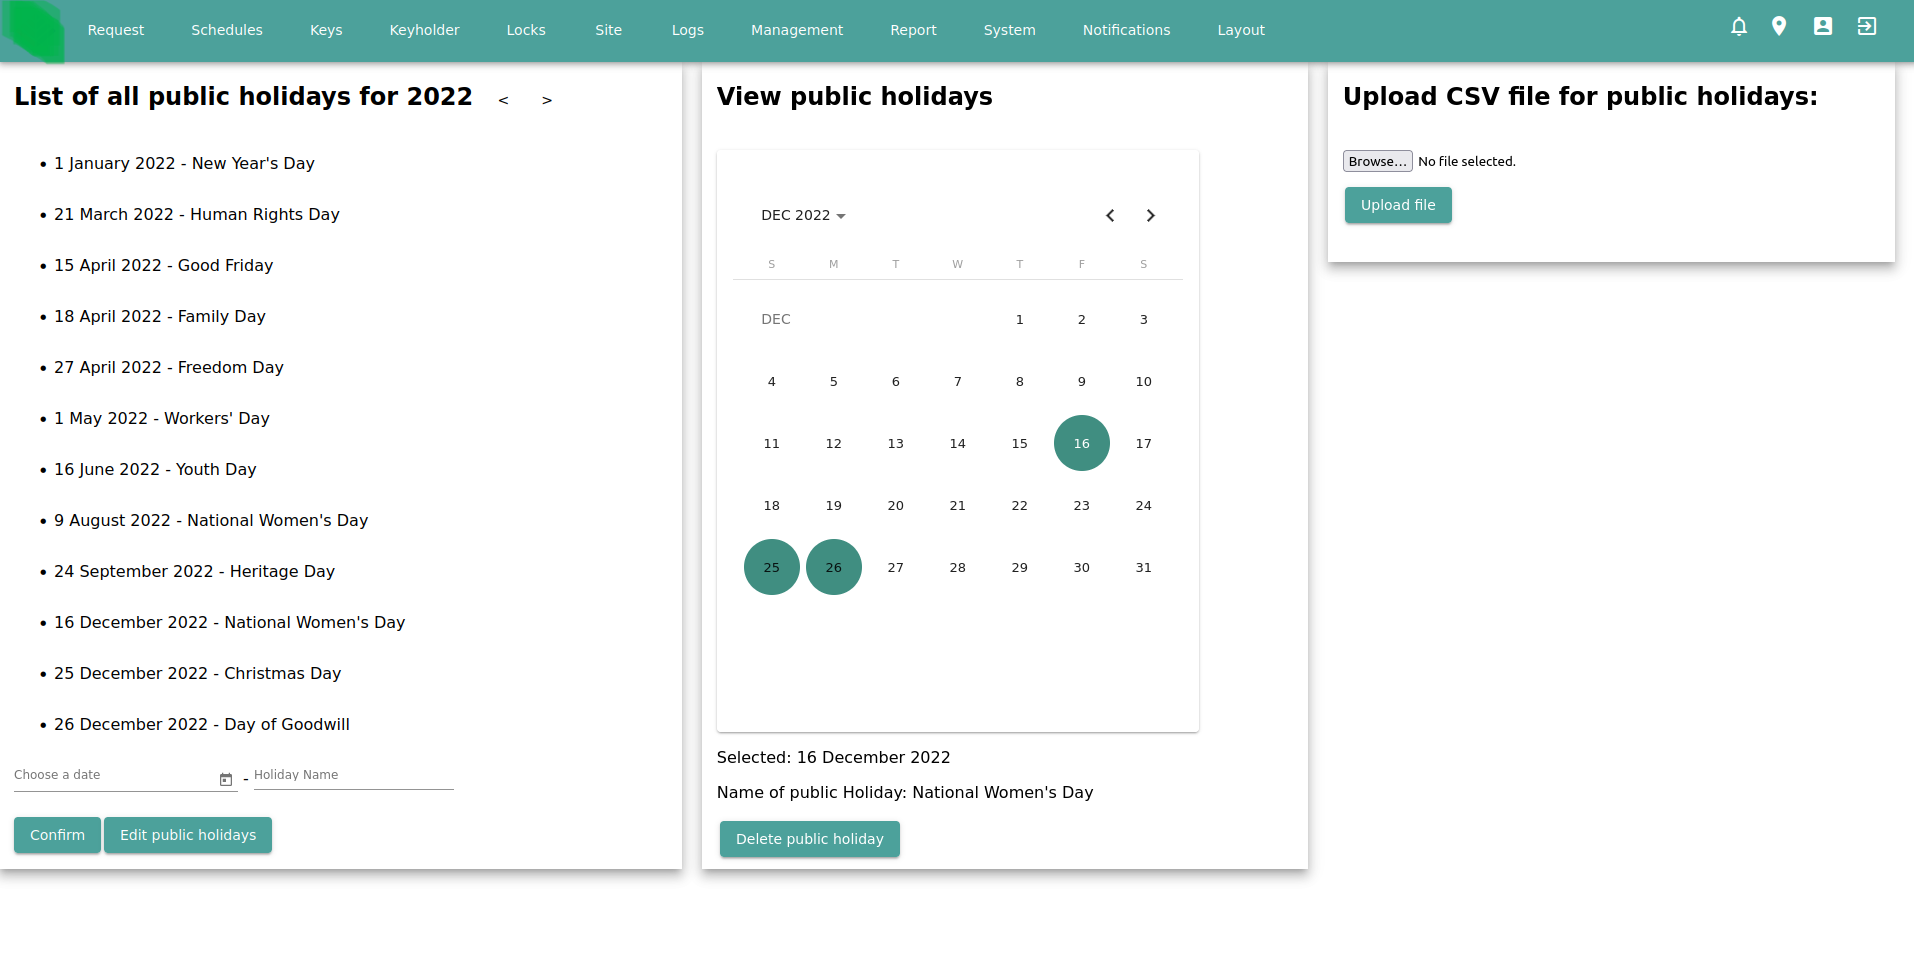 Request Schedules Keys Keyholder Locks Site Logs Management Report System Notifications Layout
List of all public holidays for 2022 < >
• 1 January 2022 - New Year's Day
• 21 March 2022 - Human Rights Day
• 15 April 2022 - Good Friday
• 18 April 2022 - Family Day
• 27 April 2022 - Freedom Day
• 1 May 2022 - Workers' Day
• 16 June 2022 - Youth Day
• 9 August 2022 - National Women's Day
• 24 September 2022 - Heritage Day
• 16 December 2022 - National Women's Day
• 25 December 2022 - Christmas Day
• 26 December 2022 - Day of Goodwill
Choose a date - Holiday Name
Confirm Edit public holidays
View public holidays
DEC 2022
S M T W T F S
DEC 1 2 3
4 5 6 7 8 9 10
11 12 13 14 15 16 17
18 19 20 21 22 23 24
25 26 27 28 29 30 31
Selected: 16 December 2022
Name of public Holiday: National Women's Day
Delete public holiday
Upload CSV file for public holidays:
Browse... No file selected.
Upload file